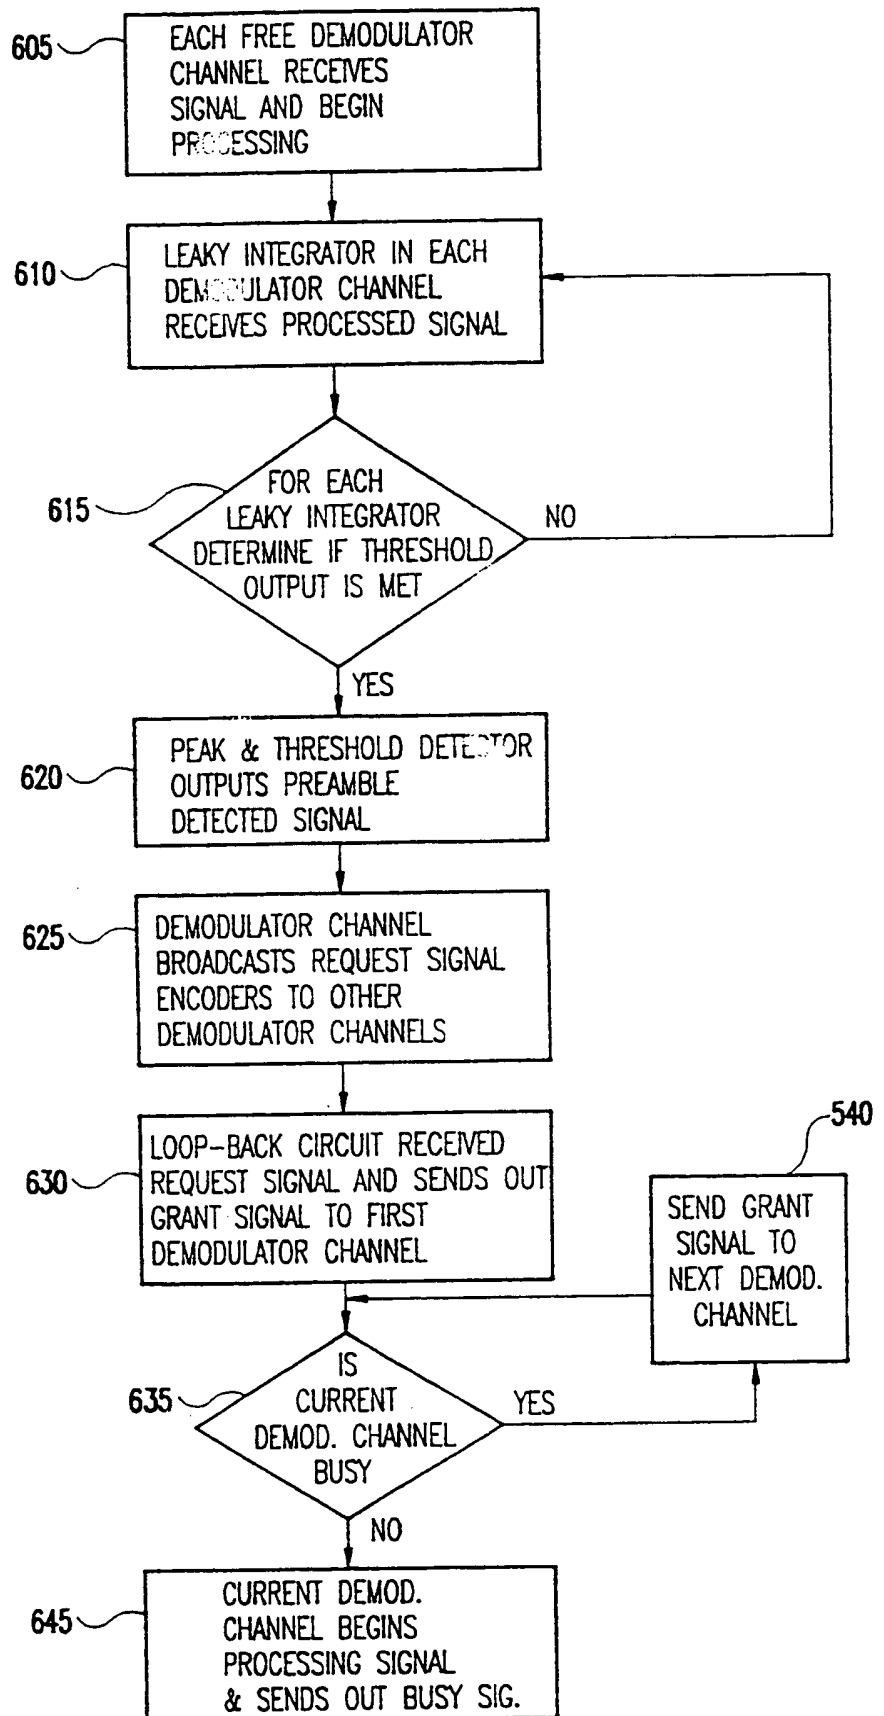 605
EACH FREE DEMODULATOR
CHANNEL RECEIVES
SIGNAL AND BEGIN
PROCESSING
610
LEAKY INTEGRATOR IN EACH
DEMODULATOR CHANNEL
RECEIVES PROCESSED SIGNAL
615
FOR EACH
LEAKY INTEGRATOR
DETERMINE IF THRESHOLD
OUTPUT IS MET
NO
YES
620
PEAK & THRESHOLD DETECTOR
OUTPUTS PREAMBLE
DETECTED SIGNAL
625
DEMODULATOR CHANNEL
BROADCASTS REQUEST SIGNAL
ENCODERS TO OTHER
DEMODULATOR CHANNELS
630
LOOP-BACK CIRCUIT RECEIVED
REQUEST SIGNAL AND SENDS OUT
GRANT SIGNAL TO FIRST
DEMODULATOR CHANNEL
540
SEND GRANT
SIGNAL TO
NEXT DEMOD.
CHANNEL
635
IS
CURRENT
DEMOD. CHANNEL
BUSY
YES
NO
645
CURRENT DEMOD.
CHANNEL BEGINS
PROCESSING SIGNAL
& SENDS OUT BUSY SIG.